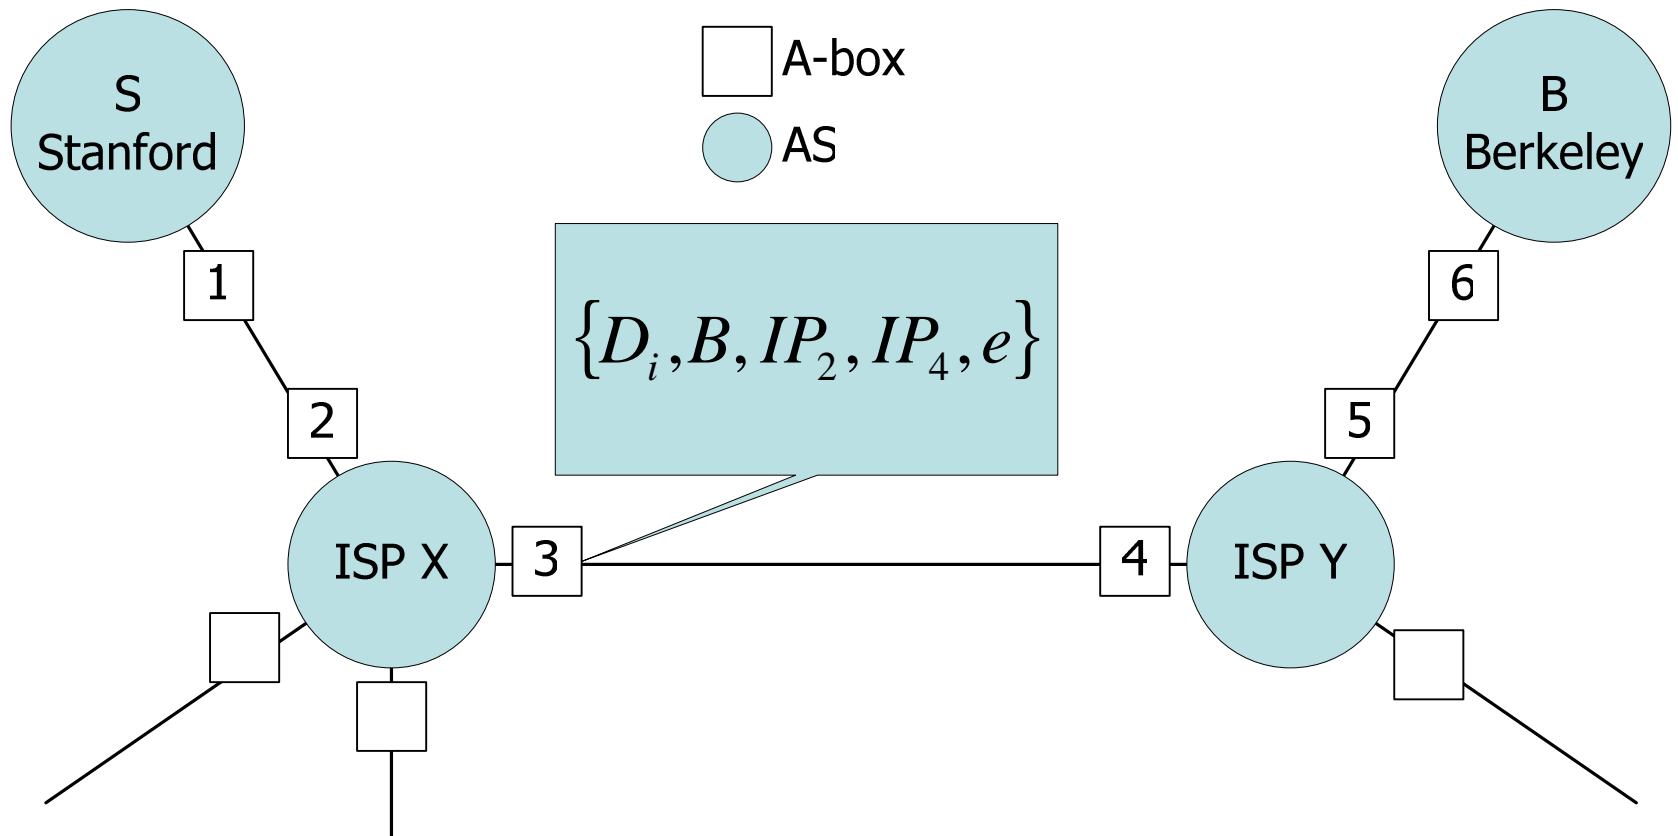 S
Stanford
A-box
AS
B
Berkeley
1
6
{D_i, B, IP_2, IP_4, e}
2
5
ISP X
3
4
ISP Y